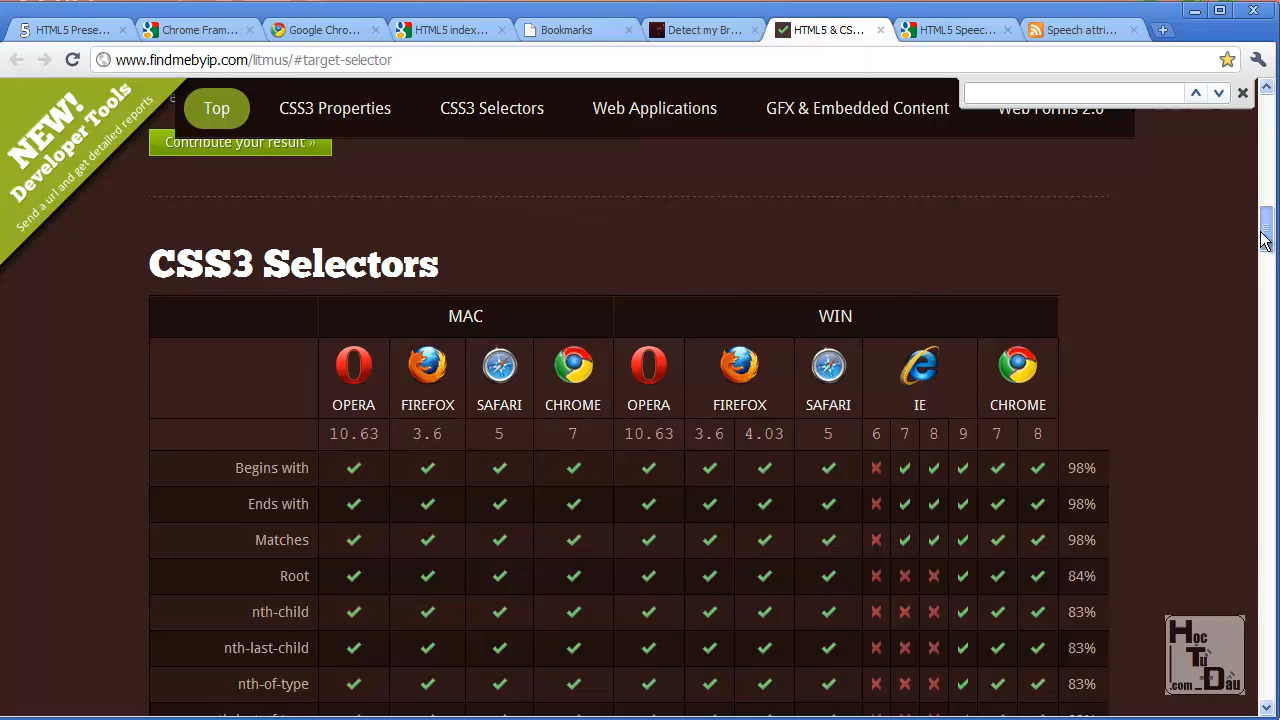 HTML5 Prese...
Chrome Fram...
Google Chro...
HTML5 index...
Bookmarks
Detect my Br...
HTML5 & CS...
HTML5 Speec...
Speech attri...
www.findmebyip.com/litmus/#target-selector
NEW!
Developer Tools
Send a url and get detailed reports
Top
CSS3 Properties
CSS3 Selectors
Web Applications
GFX & Embedded Content
Web Forms 2.0
Contribute your result »
CSS3 Selectors
MAC WIN
OPERA FIREFOX SAFARI CHROME OPERA FIREFOX SAFARI IE CHROME
10.63 3.6 5 7 10.63 3.6 4.03 5 6 7 8 9 7 8
Begins with 98%
Ends with 98%
Matches 98%
Root 84%
nth-child 83%
nth-last-child 83%
nth-of-type 83%
Hoc
Tu
.com _ Dau